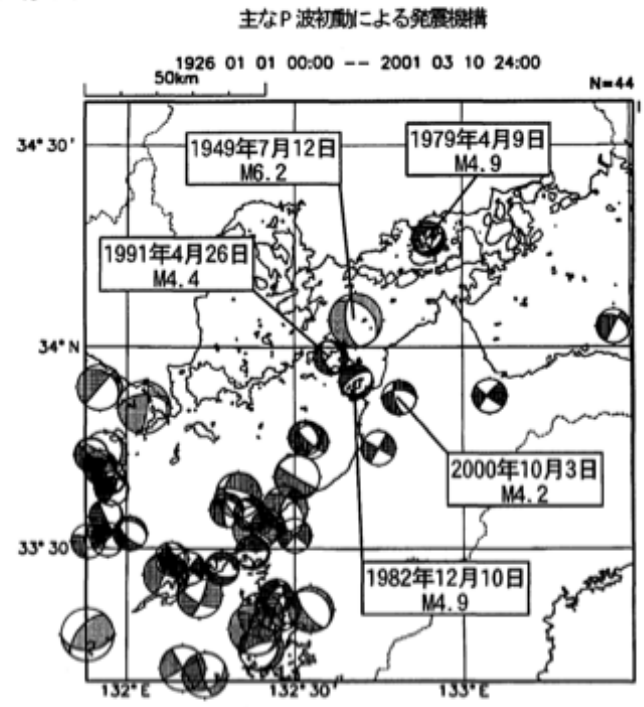 主なP波初動による発震機構
1926 01 01 00:00 -- 2001 03 10 24:00
50km
N=44
34°30'
1949年7月12日
M6.2
1979年4月9日
M4.9
1991年4月26日
M4.4
34°N
2000年10月3日
M4.2
33°30'
1982年12月10日
M4.9
132°E
132°30'
133°E